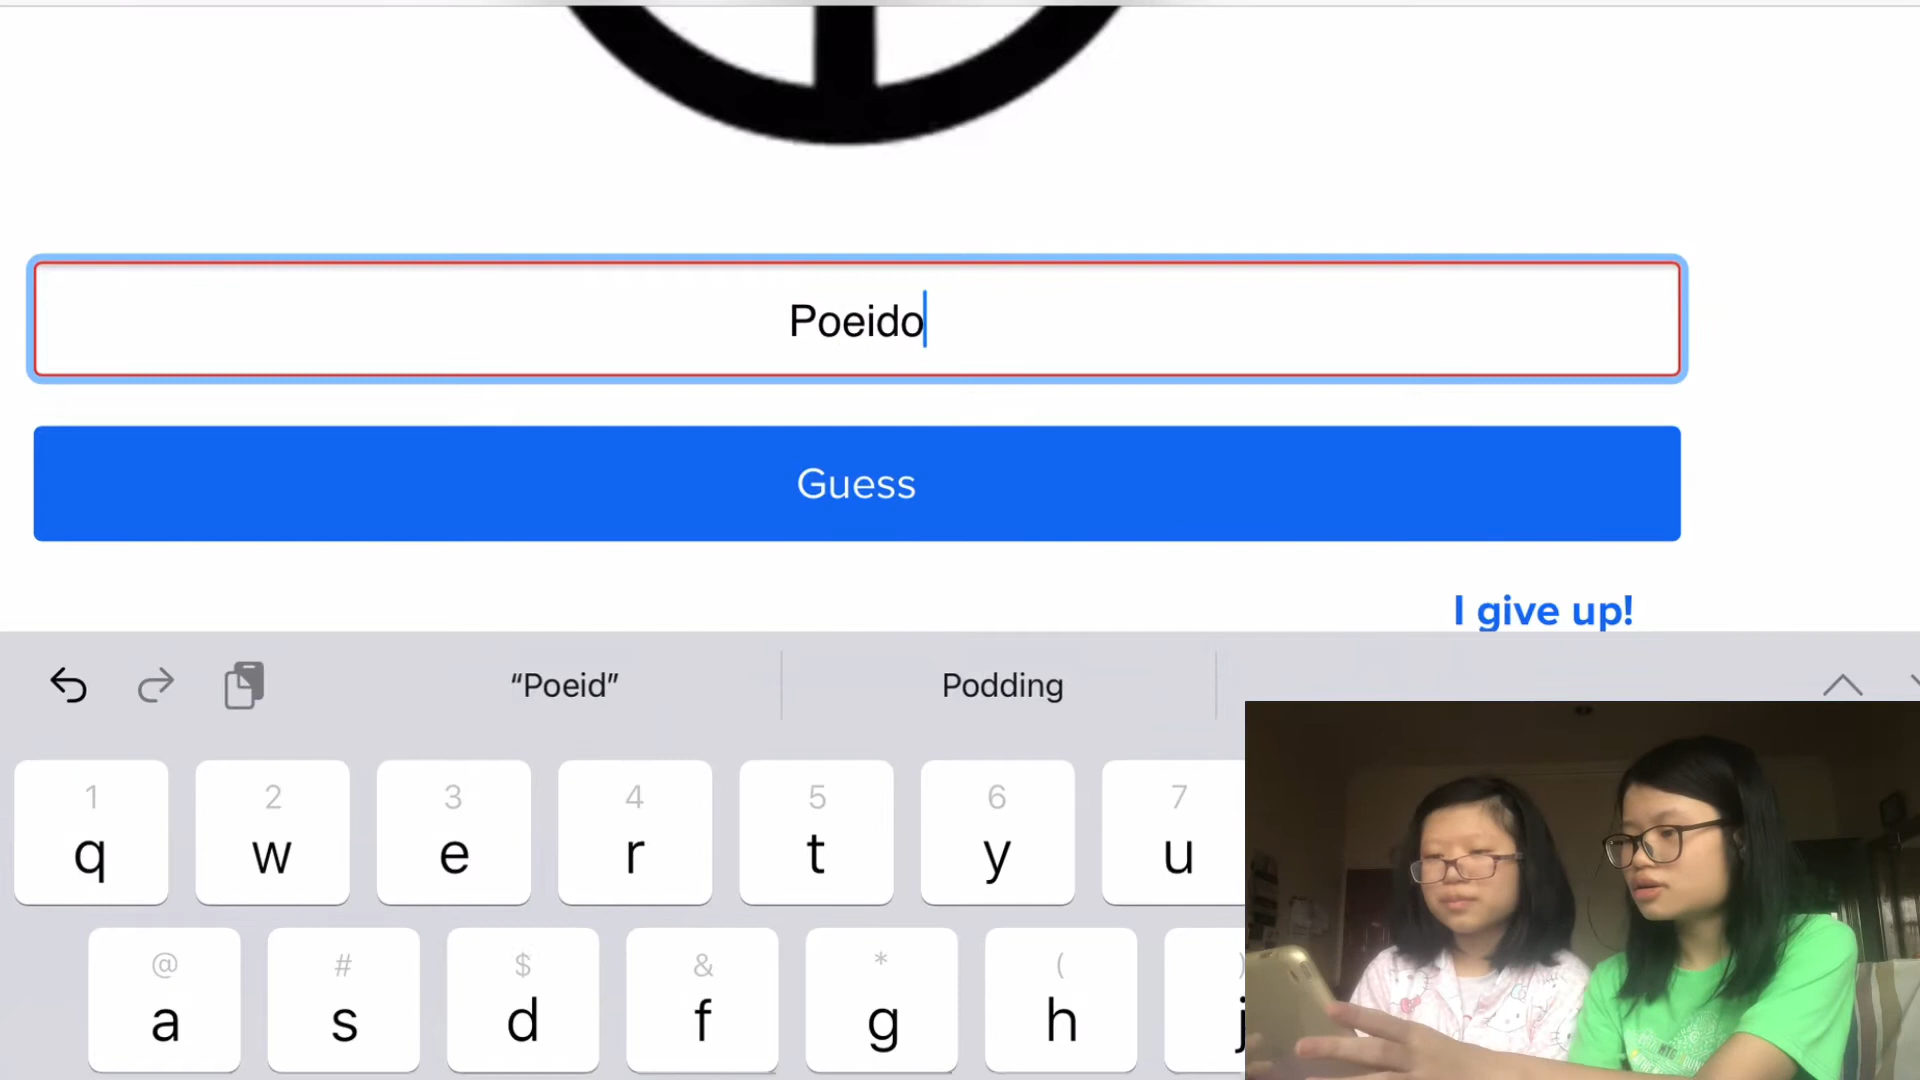 Poeido
Guess
I give up!
“Poeid” Podding
1 2 3 4 5 6 7
q w e r t y u
@ # $ & * ( )
a s d f g h j